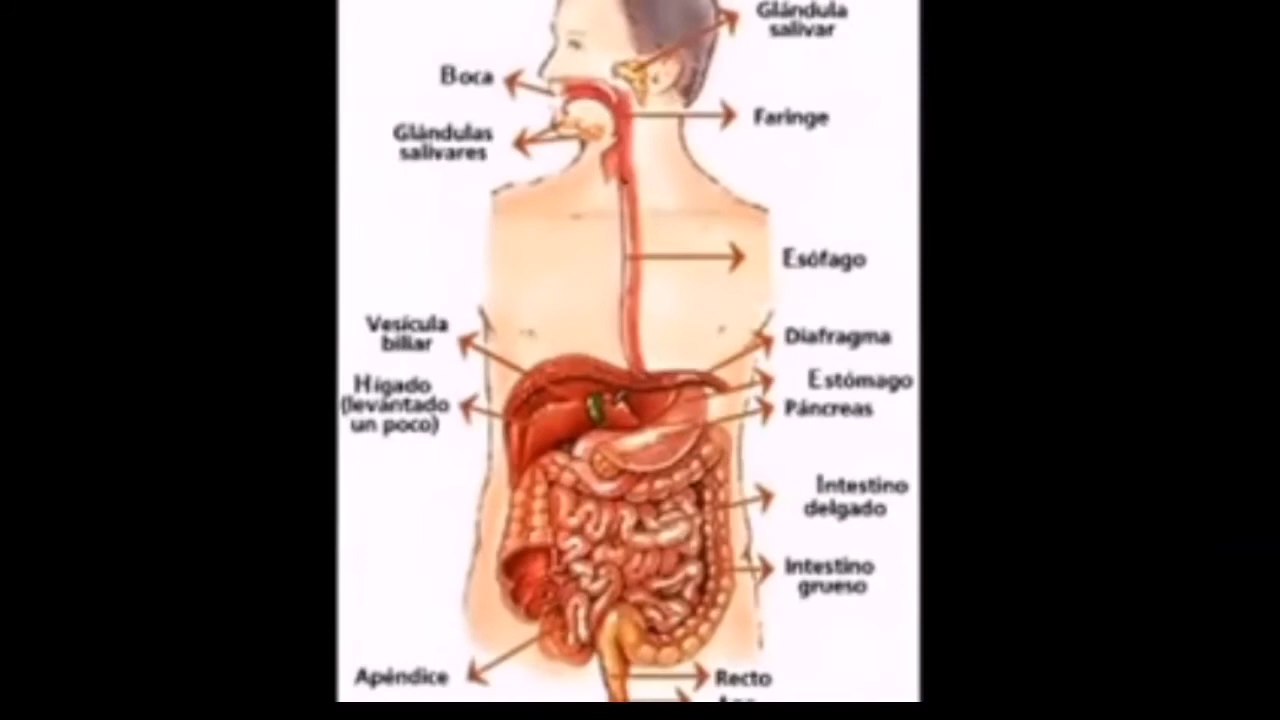 Glándula
salivar
Boca
Faringe
Glándulas
salivares
Esófago
Vesícula
biliar
Diafragma
Hígado
(levantado
un poco)
Estómago
Páncreas
Intestino
delgado
Intestino
grueso
Apéndice
Recto